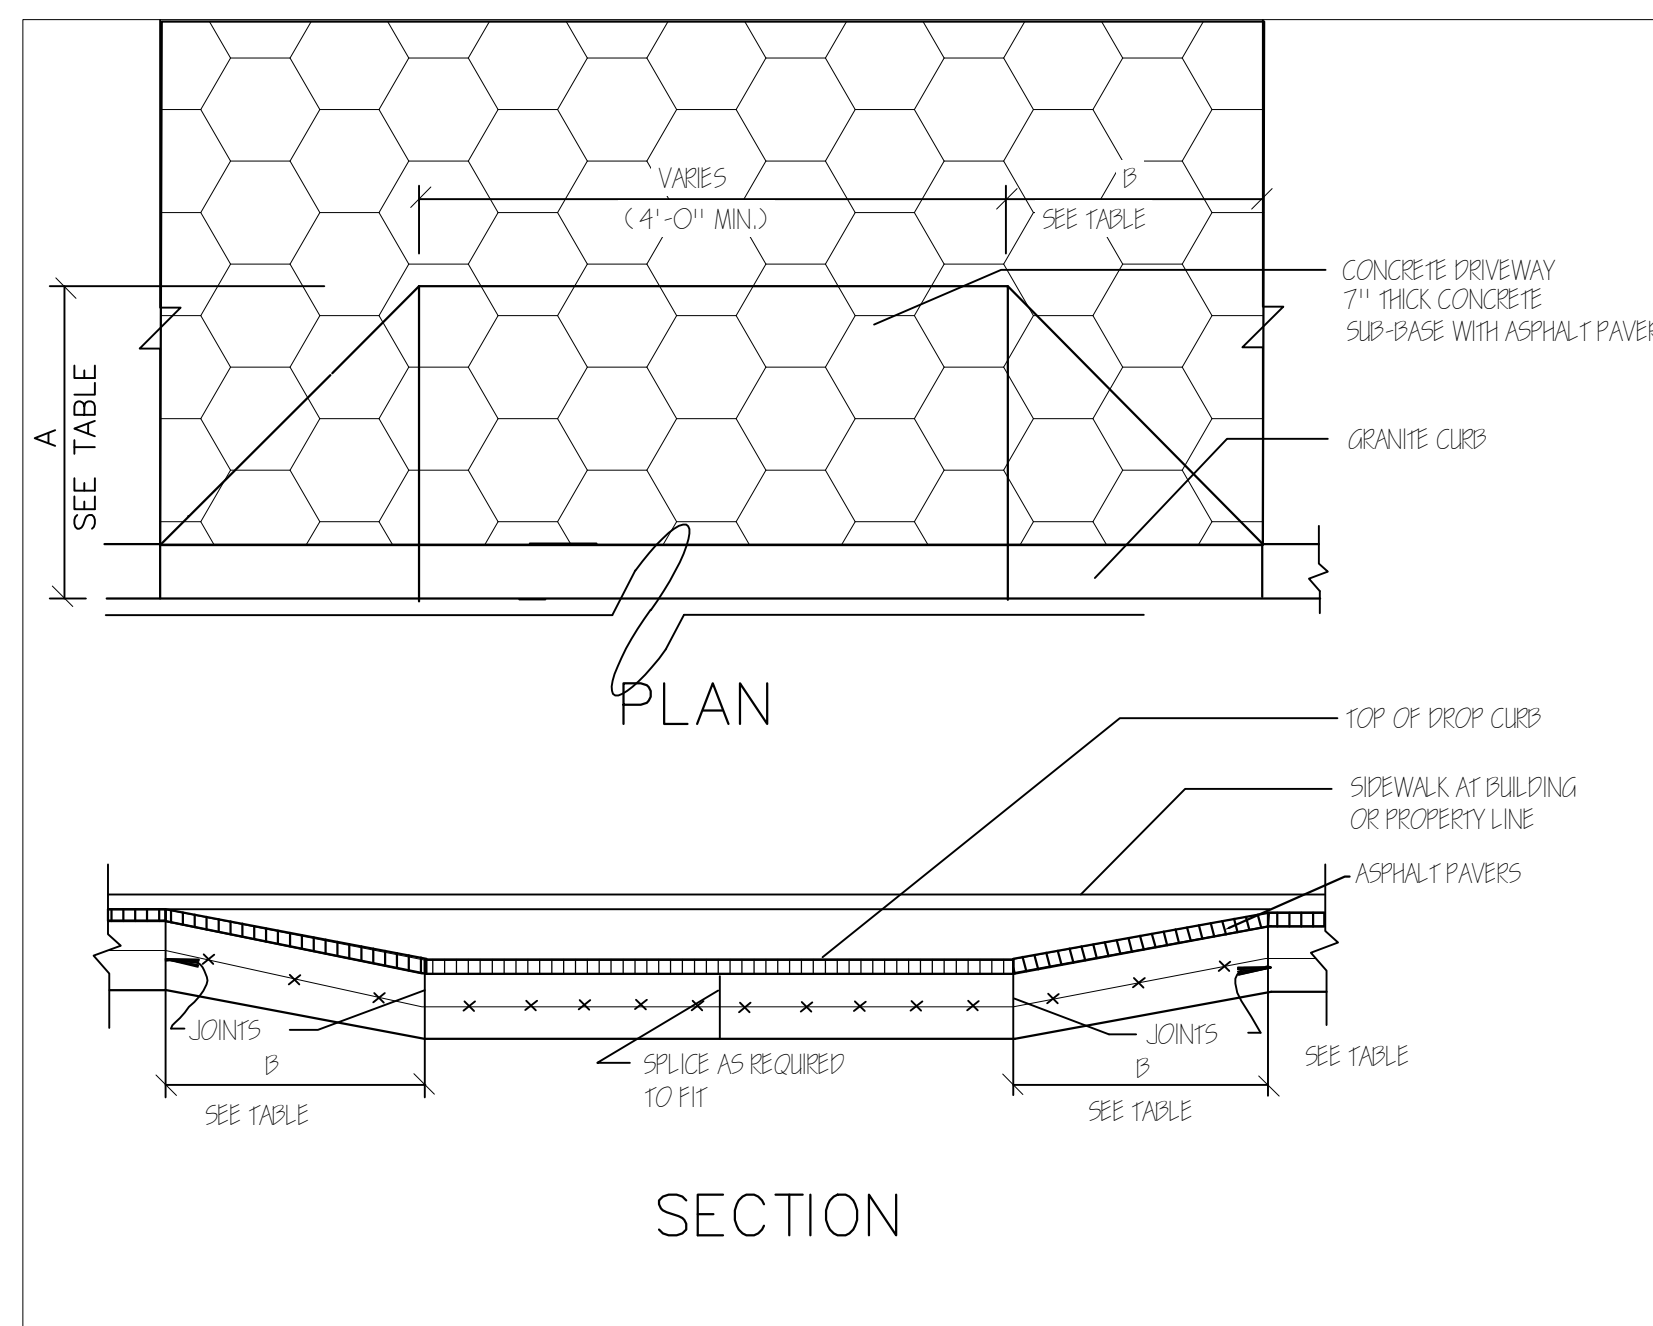 VARIES
(4'-0" MIN.)
B
SEE TABLE
CONCRETE DRIVEWAY
7" THICK CONCRETE
SUB-BASE WITH ASPHALT
GRANITE CURB
A
SEE TABLE
PLAN
TOP OF DROP CURB
SIDEWALK AT BUILDING
OR PROPERTY LINE
ASPHALT PAVERS
JOINTS
B
SEE TABLE
SPLICE AS REQUIRED
TO FIT
JOINTS
B
SEE TABLE
SEE TABLE
SECTION